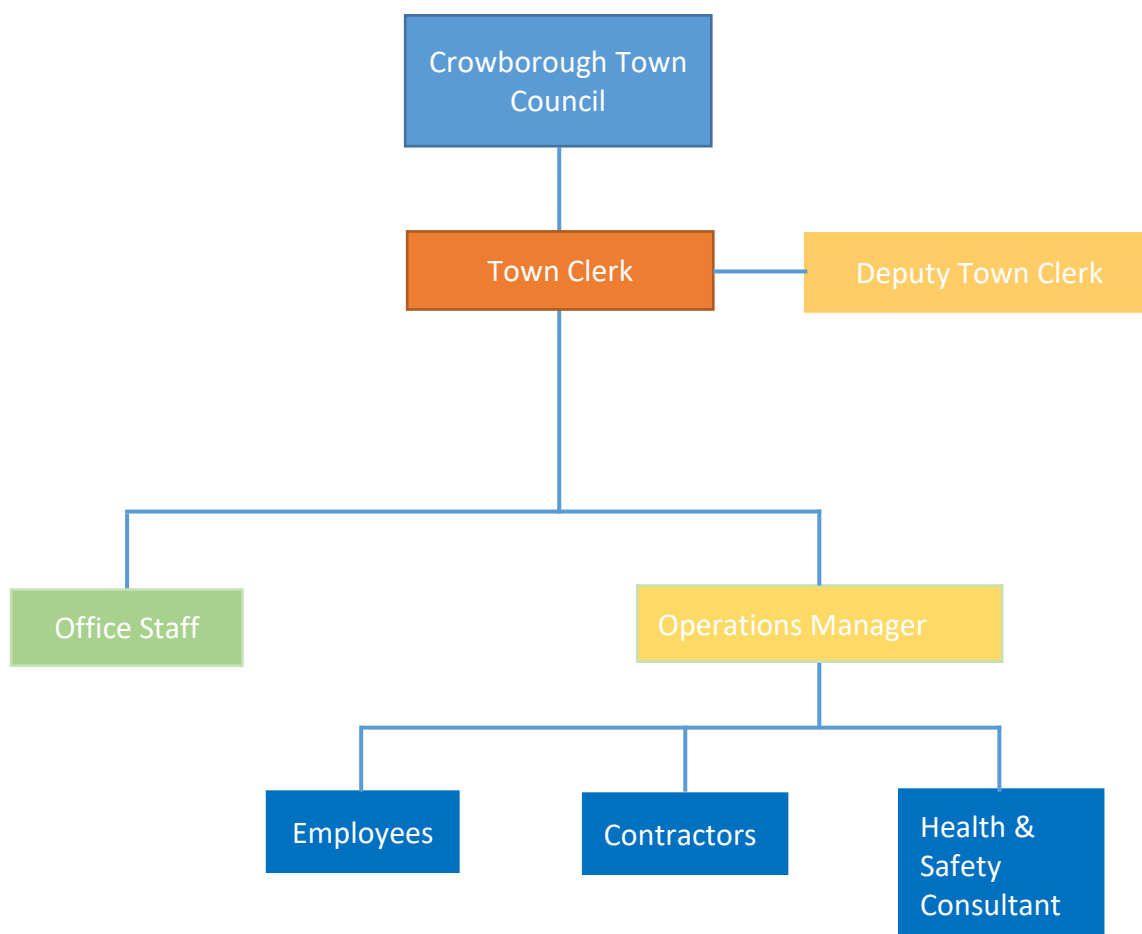 Crowborough Town
Council
Town Clerk
Deputy Town Clerk
Office Staff
Operations Manager
Employees
Contractors
Health &
Safety
Consultant